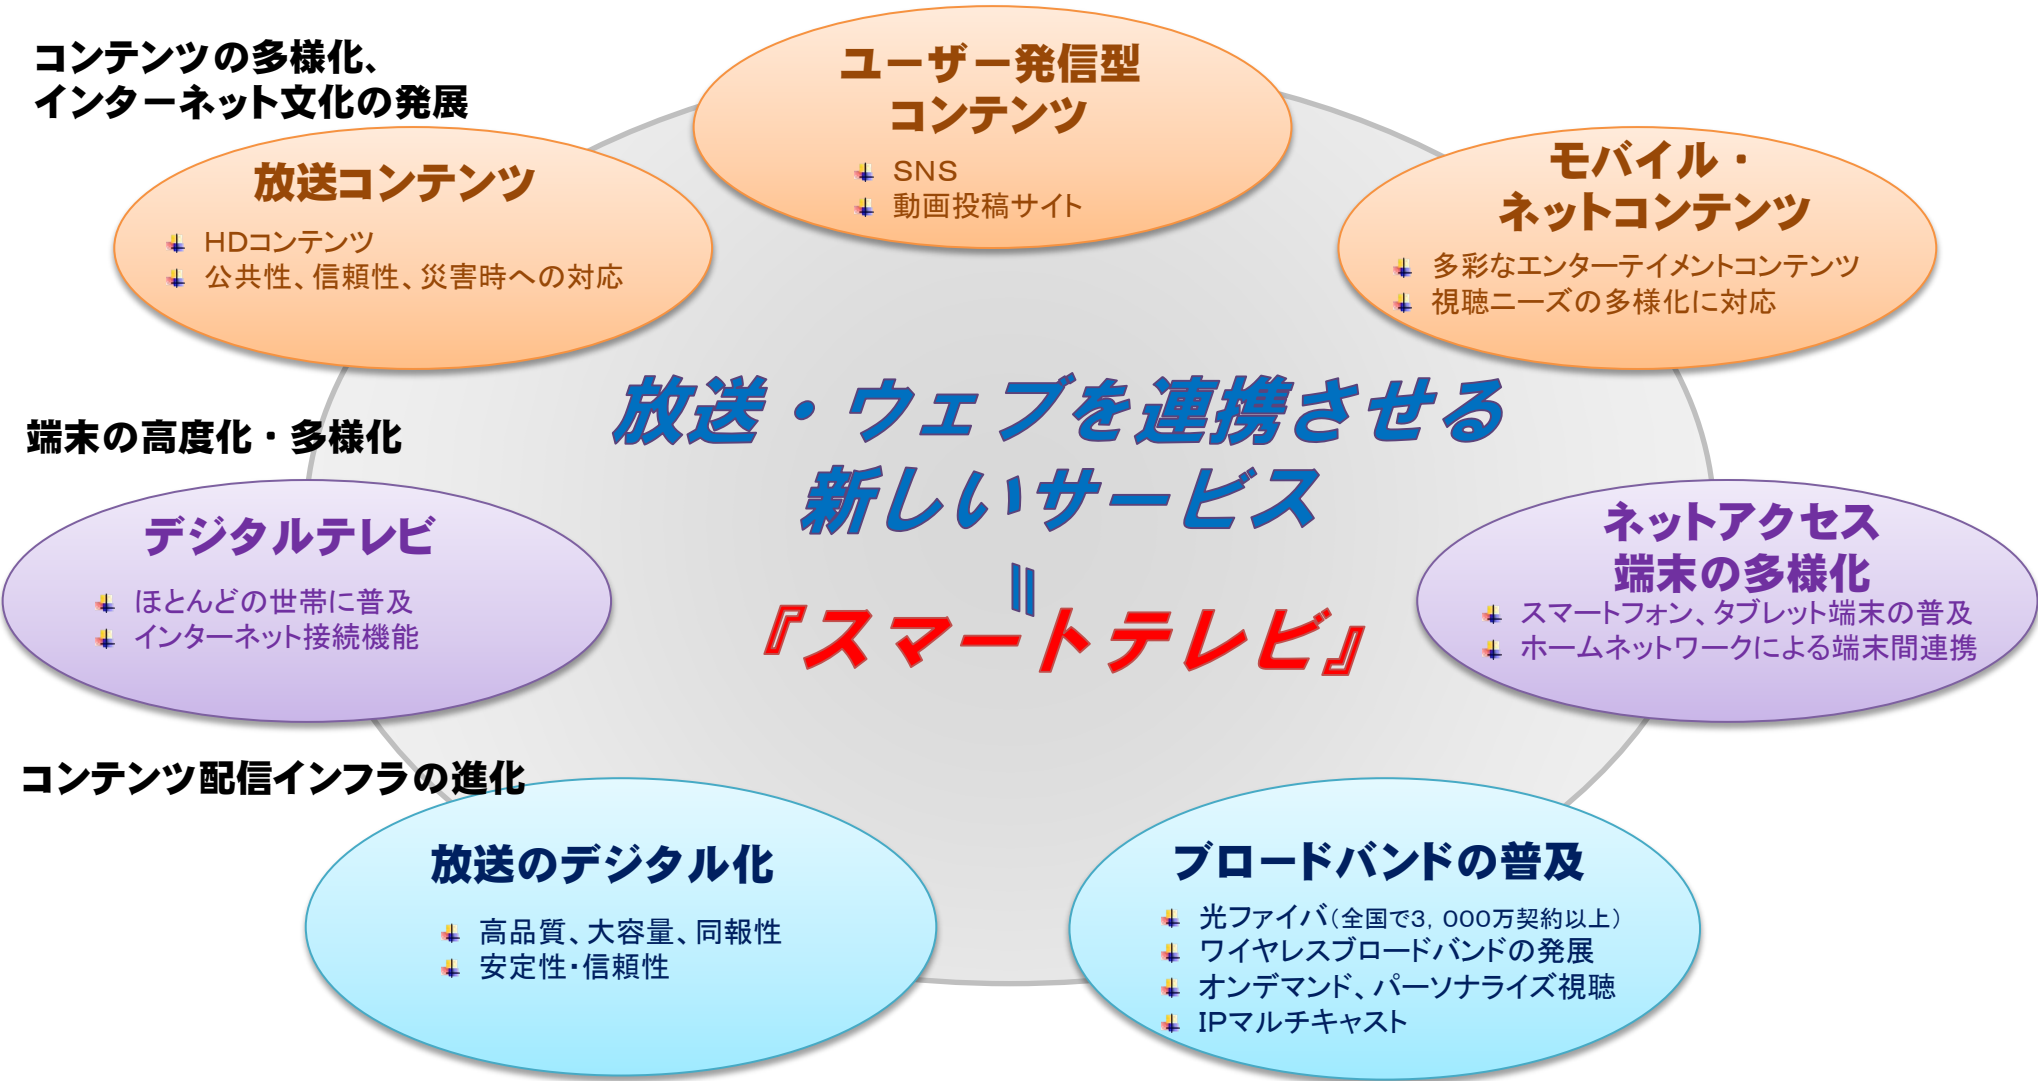 コンテンツの多様化、
インターネット文化の発展
ユーザー発信型
コンテンツ
SNS
動画投稿サイト
放送コンテンツ
HDコンテンツ
公共性、信頼性、災害時への対応
モバイル・
ネットコンテンツ
多彩なエンターテイメントコンテンツ
視聴ニーズの多様化に対応
放送・ウェブを連携させる
新しいサービス
＝
『スマートテレビ』
端末の高度化・多様化
デジタルテレビ
ほとんどの世帯に普及
インターネット接続機能
ネットアクセス
端末の多様化
スマートフォン、タブレット端末の普及
ホームネットワークによる端末間連携
コンテンツ配信インフラの進化
放送のデジタル化
高品質、大容量、同報性
安定性・信頼性
ブロードバンドの普及
光ファイバ（全国で3，000万契約以上）
ワイヤレスブロードバンドの発展
オンデマンド、パーソナライズ視聴
IPマルチキャスト